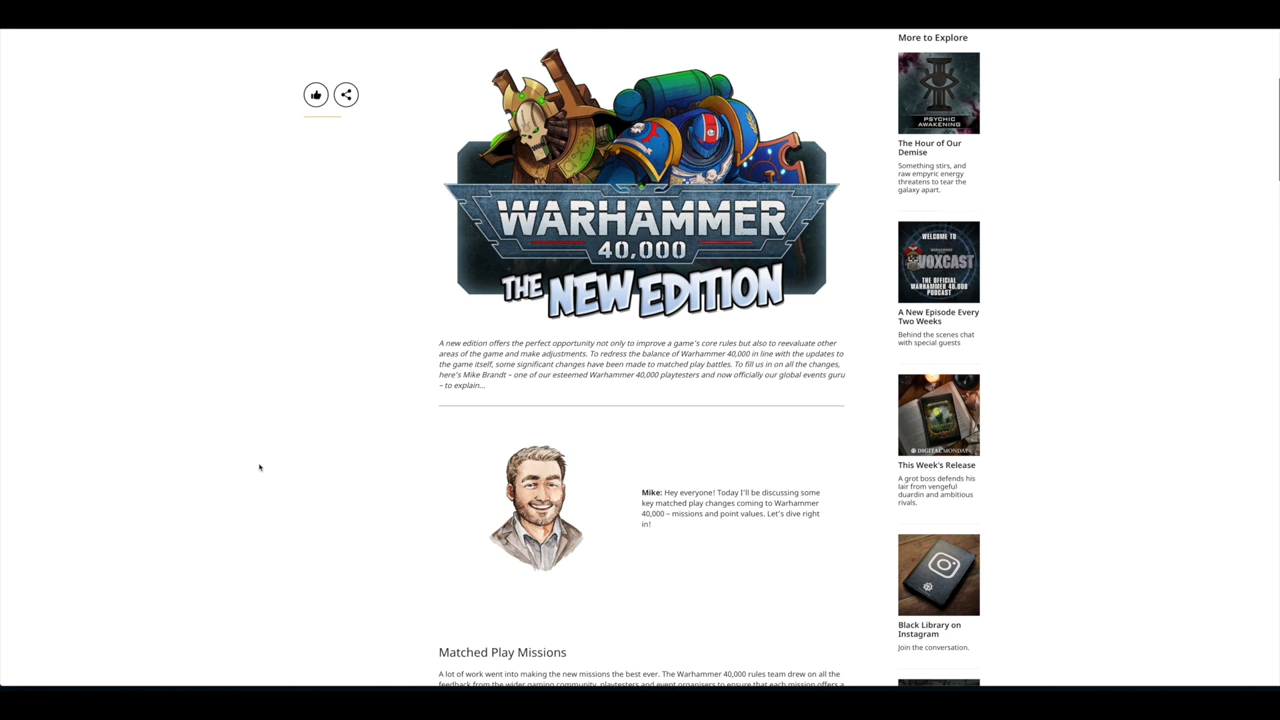 WARHAMMER
40,000
THE NEW EDITION
A new edition offers the perfect opportunity not only to improve a game's core rules but also to reevaluate other
areas of the game and make adjustments. To redress the balance of Warhammer 40,000 in line with the updates to
the game itself, some significant changes have been made to matched play battles. To fill us in on all the changes,
here's Mike Brandt – one of our esteemed Warhammer 40,000 playtesters and now officially our global events guru
– to explain…
Mike: Hey everyone! Today I'll be discussing some
key matched play changes coming to Warhammer
40,000 – missions and point values. Let's dive right
in!
Matched Play Missions
A lot of work went into making the new missions the best ever. The Warhammer 40,000 rules team drew on all the
feedback from the wider gaming community, playtesters and event organisers to ensure that each mission offers a
More to Explore
PSYCHIC
AWAKENING
The Hour of Our
Demise
Something stirs, and
raw empyric energy
threatens to tear the
galaxy apart.
WELCOME TO
VOXCAST
THE OFFICIAL
WARHAMMER 40,000
PODCAST
A New Episode Every
Two Weeks
Behind the scenes chat
with special guests
DIGITAL MONDAY
This Week's Release
A grot boss defends his
lair from vengeful
duardin and ambitious
rivals.
Black Library on
Instagram
Join the conversation.